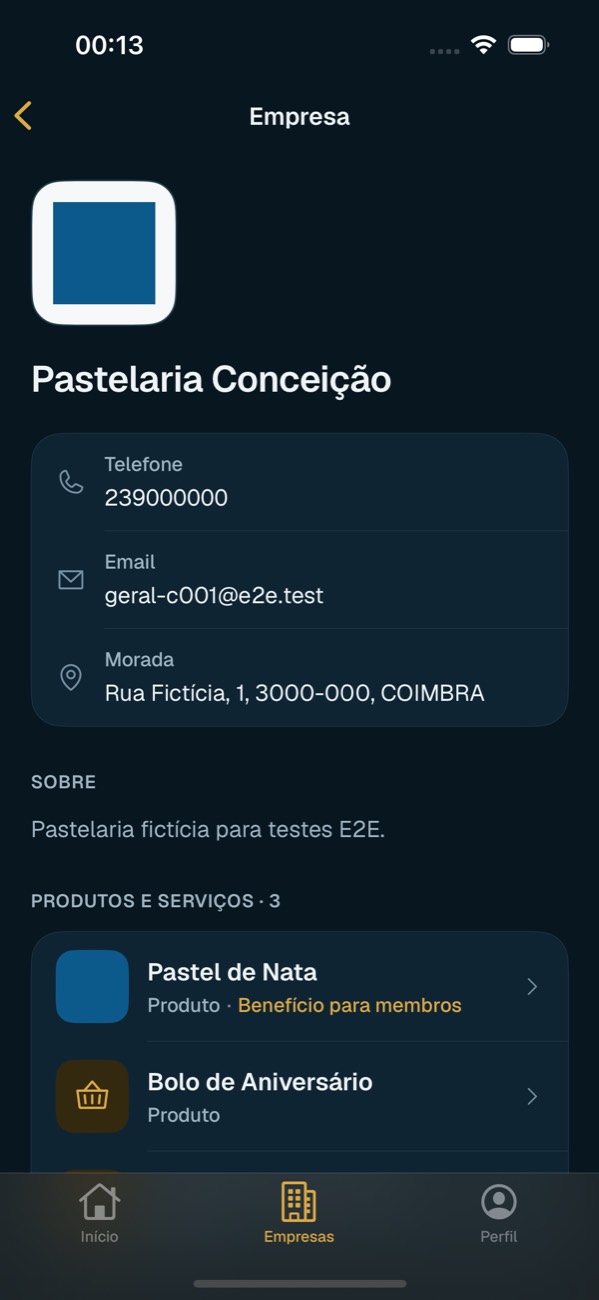 00:13
Empresa
Pastelaria Conceição
Telefone
239000000
Email
geral-c001@e2e.test
Morada
Rua Fictícia, 1, 3000-000, COIMBRA
SOBRE
Pastelaria fictícia para testes E2E.
PRODUTOS E SERVIÇOS · 3
Pastel de Nata
Produto · Benefício para membros
Bolo de Aniversário
Produto
Início
Empresas
Perfil